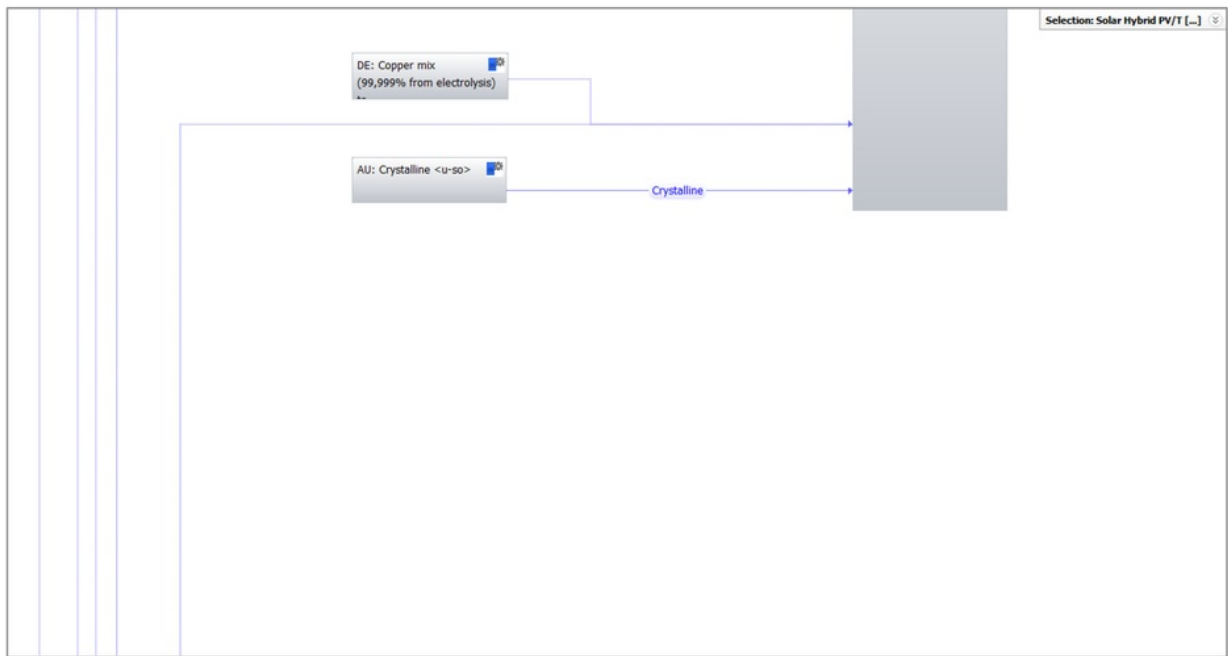 Selection: Solar Hybrid PV/T [...]
DE: Copper mix
(99,999% from electrolysis)
AU: Crystalline <u-so>
Crystalline